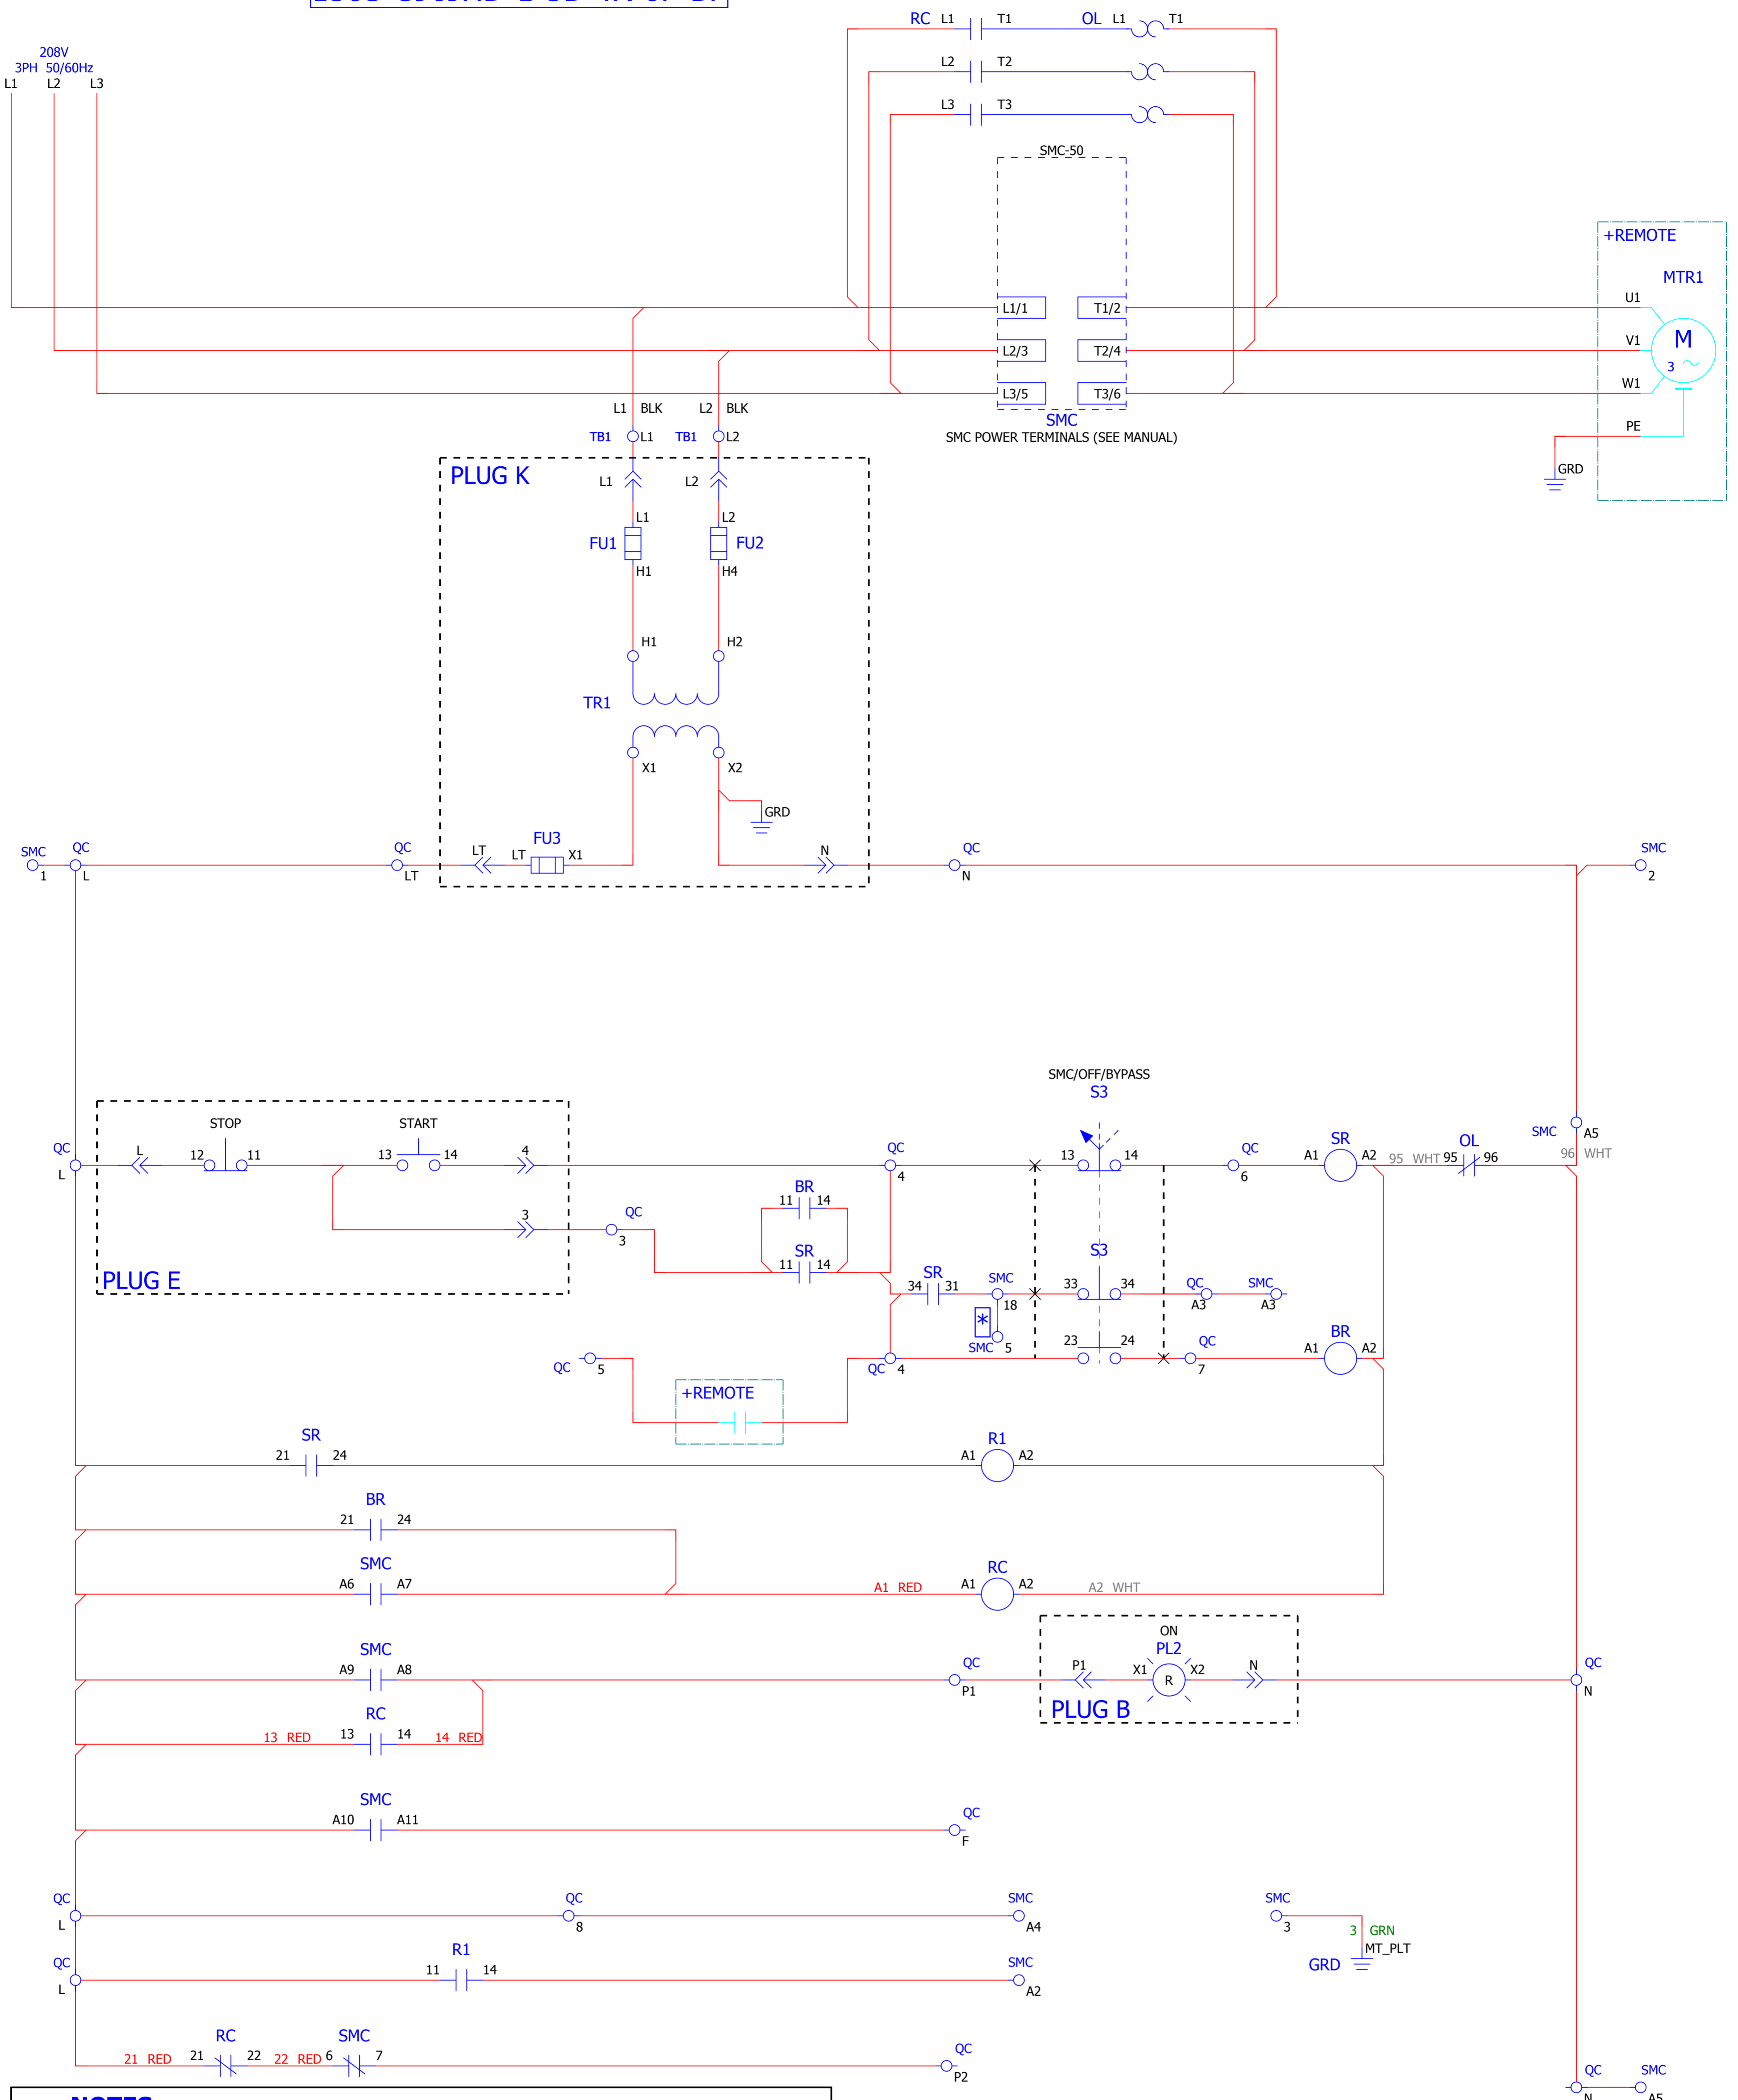 208V
3PH 50/60Hz
L1 L2 L3
RC L1 T1 OL L1 T1
L2 T2
L3 T3
SMC-50
+REMOTE
MTR1
L1/1 T1/2 U1
L2/3 T2/4 V1
M
3
L3/5 T3/6 W1
SMC
SMC POWER TERMINALS (SEE MANUAL)
PE
GRD
L1 BLK L2 BLK
TB1 L1 TB1 L2
PLUG K
L1 L2
L1 L2
FU1 FU2
H1 H4
H1 H2
TR1
X1 X2
GRD
FU3
SMC QC QC LT LT X1 N QC SMC
1 L LT N 2
SMC/OFF/BYPASS
S3
STOP START
QC L 12 11 13 14 4 QC 13 14 QC SR OL SMC A5
L 4 6 A1 A2 95 WHT 95 96 96 WHT
BR
11 14
3 QC
3
SR
11 14
S3
PLUG E
SR
34 31 SMC 33 34 QC SMC
18 A3 A3
*
SMC 5 23 24 QC BR
QC 5 QC 4 7 A1 A2
+REMOTE
SR R1
21 24 A1 A2
BR
21 24
SMC RC
A6 A7 A1 RED A1 A2 A2 WHT
ON
SMC PL2
A9 A8 QC P1 X1 R X2 N QC
P1 N
PLUG B
RC
13 RED 13 14 14 RED
SMC
A10 A11 QC
F
QC QC SMC SMC
L 8 A4 3
3 GRN
MT_PLT
GRD
R1
QC 11 14 SMC
L A2
RC SMC
21 RED 21 22 22 RED 6 7 QC
P2
QC SMC
N A5